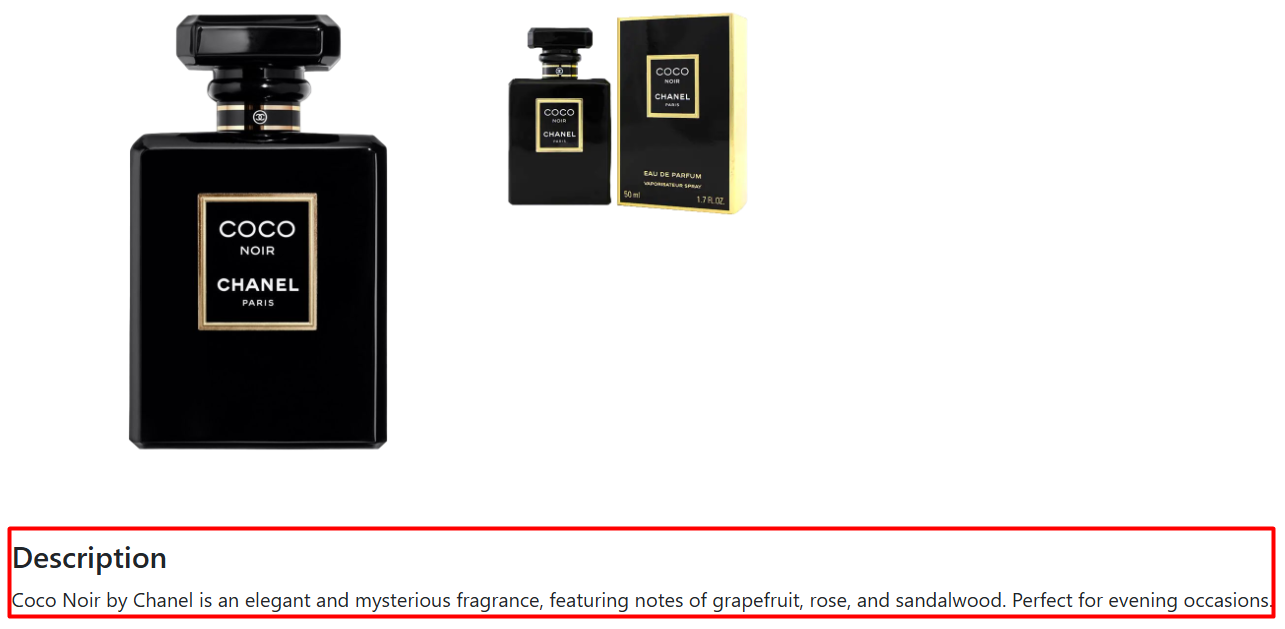 COCO
NOIR
CHANEL
PARIS
COCO
NOIR
CHANEL
PARIS
COCO
NOIR
CHANEL
PARIS
EAU DE PARFUM
VAPORISATEUR SPRAY
50 ml 1.7 FL.OZ.
Description
Coco Noir by Chanel is an elegant and mysterious fragrance, featuring notes of grapefruit, rose, and sandalwood. Perfect for evening occasions.